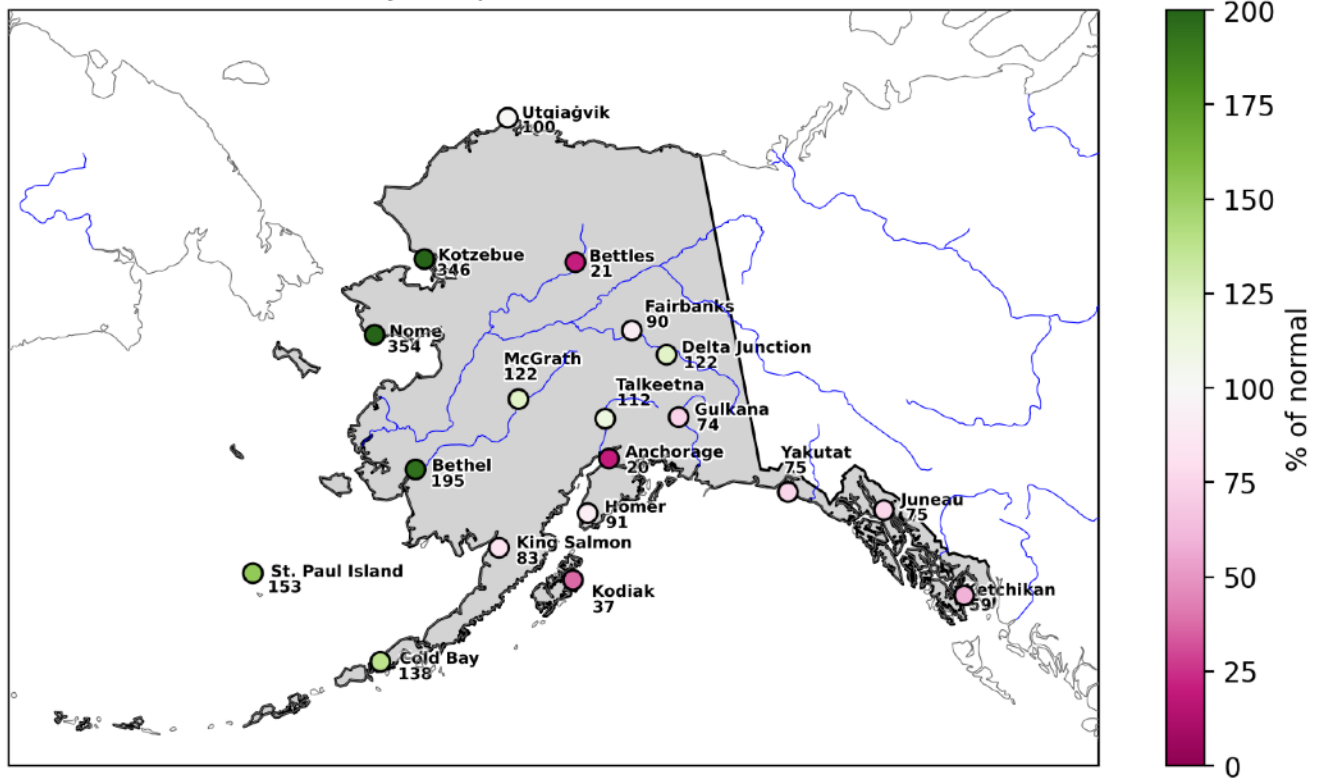 Utqiaġvik
100
Kotzebue
346
Bettles
21
Nome
354
Fairbanks
90
Delta Junction
122
McGrath
122
Talkeetna
112
Gulkana
74
Anchorage
20
Yakutat
75
Bethel
195
Homer
91
Juneau
75
King Salmon
83
St. Paul Island
153
Kodiak
37
Ketchikan
59
Cold Bay
138
200
175
150
125
100
75
50
25
0
% of normal